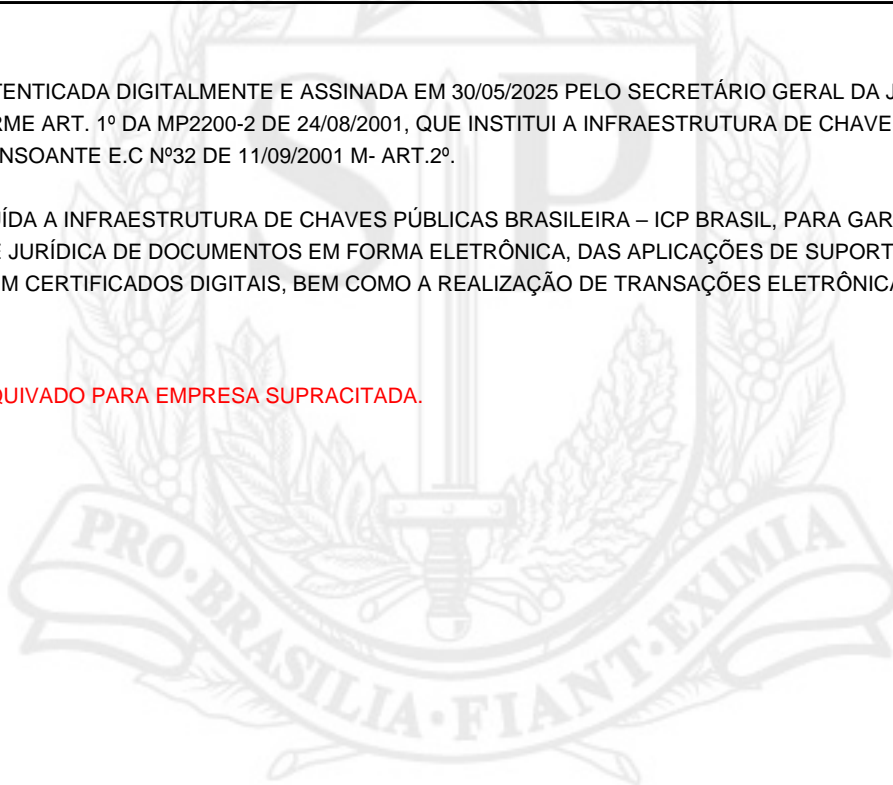 TENTICADA DIGITALMENTE E ASSINADA EM 30/05/2025 PELO SECRETÁRIO GERAL DA J
RME ART. 1º DA MP2200-2 DE 24/08/2001, QUE INSTITUI A INFRAESTRUTURA DE CHAVE
NSOANTE E.C Nº32 DE 11/09/2001 M- ART.2º.
ÍDA A INFRAESTRUTURA DE CHAVES PÚBLICAS BRASILEIRA – ICP BRASIL, PARA GAR
E JURÍDICA DE DOCUMENTOS EM FORMA ELETRÔNICA, DAS APLICAÇÕES DE SUPORT
M CERTIFICADOS DIGITAIS, BEM COMO A REALIZAÇÃO DE TRANSAÇÕES ELETRÔNICA
QUIVADO PARA EMPRESA SUPRACITADA.
SP
PRO·BRASILIA·FIANT·EXIMIA